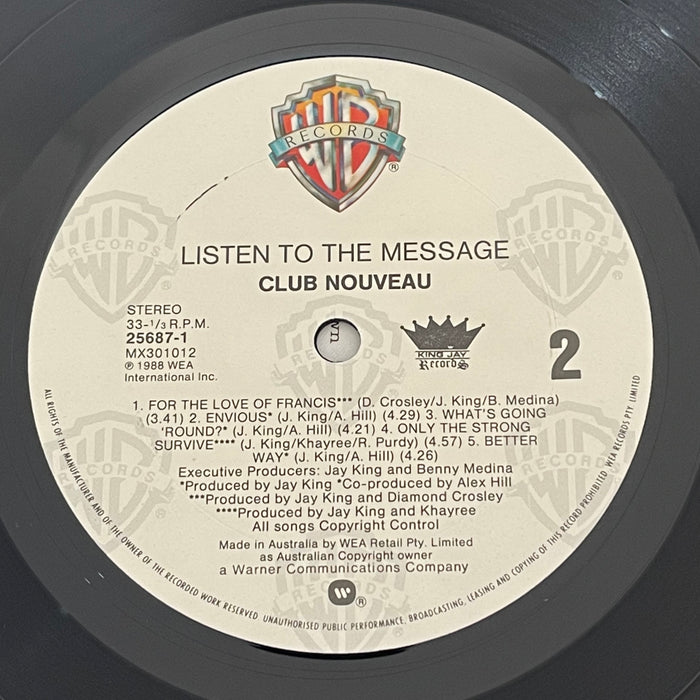 WB
RECORDS
®
LISTEN TO THE MESSAGE
CLUB NOUVEAU
STEREO
33-1/3 R.P.M.
25687-1
MX301012
℗ 1988 WEA
International Inc.
KING JAY
Records
2
1. FOR THE LOVE OF FRANCIS*** (D. Crosley/J. King/B. Medina)
(3.41) 2. ENVIOUS* (J. King/A. Hill) (4.29) 3. WHAT'S GOING
'ROUND?* (J. King/A. Hill) (4.21) 4. ONLY THE STRONG
SURVIVE**** (J. King/Khayree/R. Purdy) (4.57) 5. BETTER
WAY* (J. King/A. Hill) (4.26)
Executive Producers: Jay King and Benny Medina
*Produced by Jay King *Co-produced by Alex Hill
***Produced by Jay King and Diamond Crosley
****Produced by Jay King and Khayree
All songs Copyright Control
Made in Australia by WEA Retail Pty. Limited
as Australian Copyright owner
a Warner Communications Company
®
ALL RIGHTS OF THE MANUFACTURER AND OF THE OWNER OF THE RECORDED WORK RESERVED. UNAUTHORISED PUBLIC PERFORMANCE, BROADCASTING, LEASING AND COPYING OF THIS RECORD PROHIBITED. WEA RECORDS PTY. LIMITED